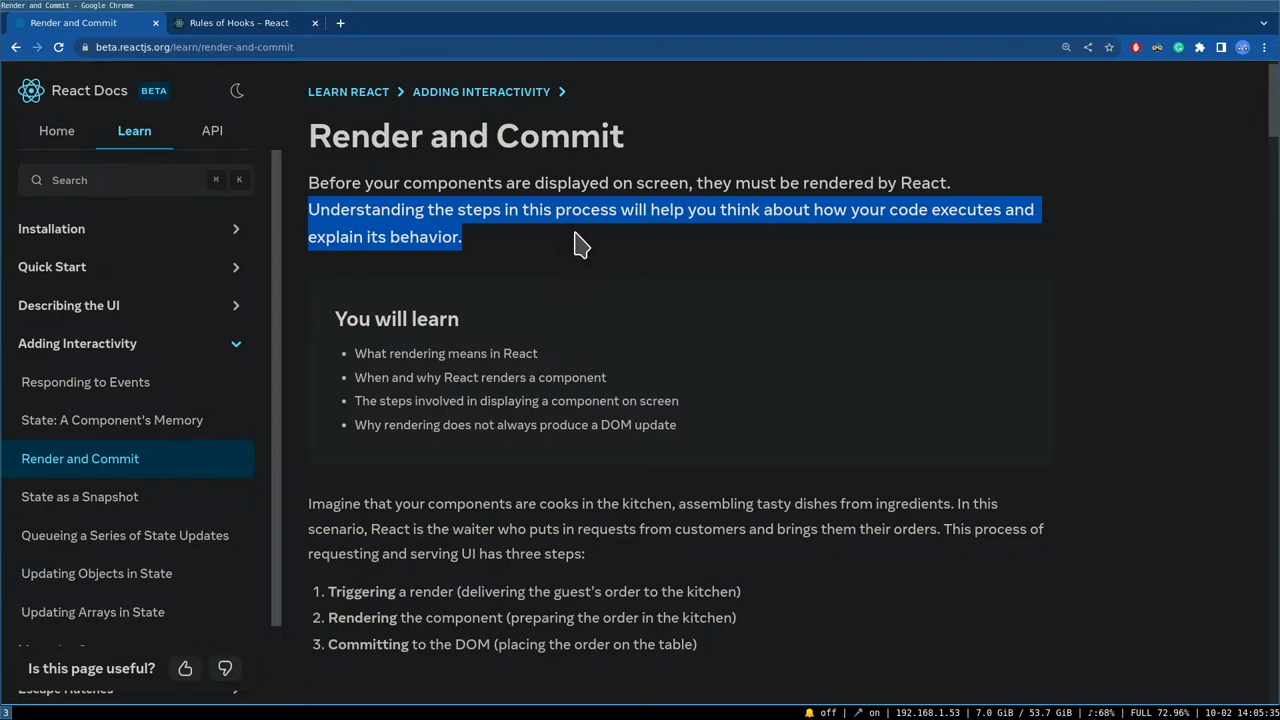 Render and Commit - Google Chrome
Render and Commit
Rules of Hooks – React
beta.reactjs.org/learn/render-and-commit
React Docs BETA
Home Learn API
Search ⌘ K
Installation
Quick Start
Describing the UI
Adding Interactivity
Responding to Events
State: A Component's Memory
Render and Commit
State as a Snapshot
Queueing a Series of State Updates
Updating Objects in State
Updating Arrays in State
Is this page useful?
Escape Hatches
LEARN REACT > ADDING INTERACTIVITY >
Render and Commit
Before your components are displayed on screen, they must be rendered by React.
Understanding the steps in this process will help you think about how your code executes and
explain its behavior.
You will learn
• What rendering means in React
• When and why React renders a component
• The steps involved in displaying a component on screen
• Why rendering does not always produce a DOM update
Imagine that your components are cooks in the kitchen, assembling tasty dishes from ingredients. In this
scenario, React is the waiter who puts in requests from customers and brings them their orders. This process of
requesting and serving UI has three steps:
1. Triggering a render (delivering the guest's order to the kitchen)
2. Rendering the component (preparing the order in the kitchen)
3. Committing to the DOM (placing the order on the table)
3
off | on | 192.168.1.53 | 7.0 GiB / 53.7 GiB | ♪:68% | FULL 72.96% | 10-02 14:05:35